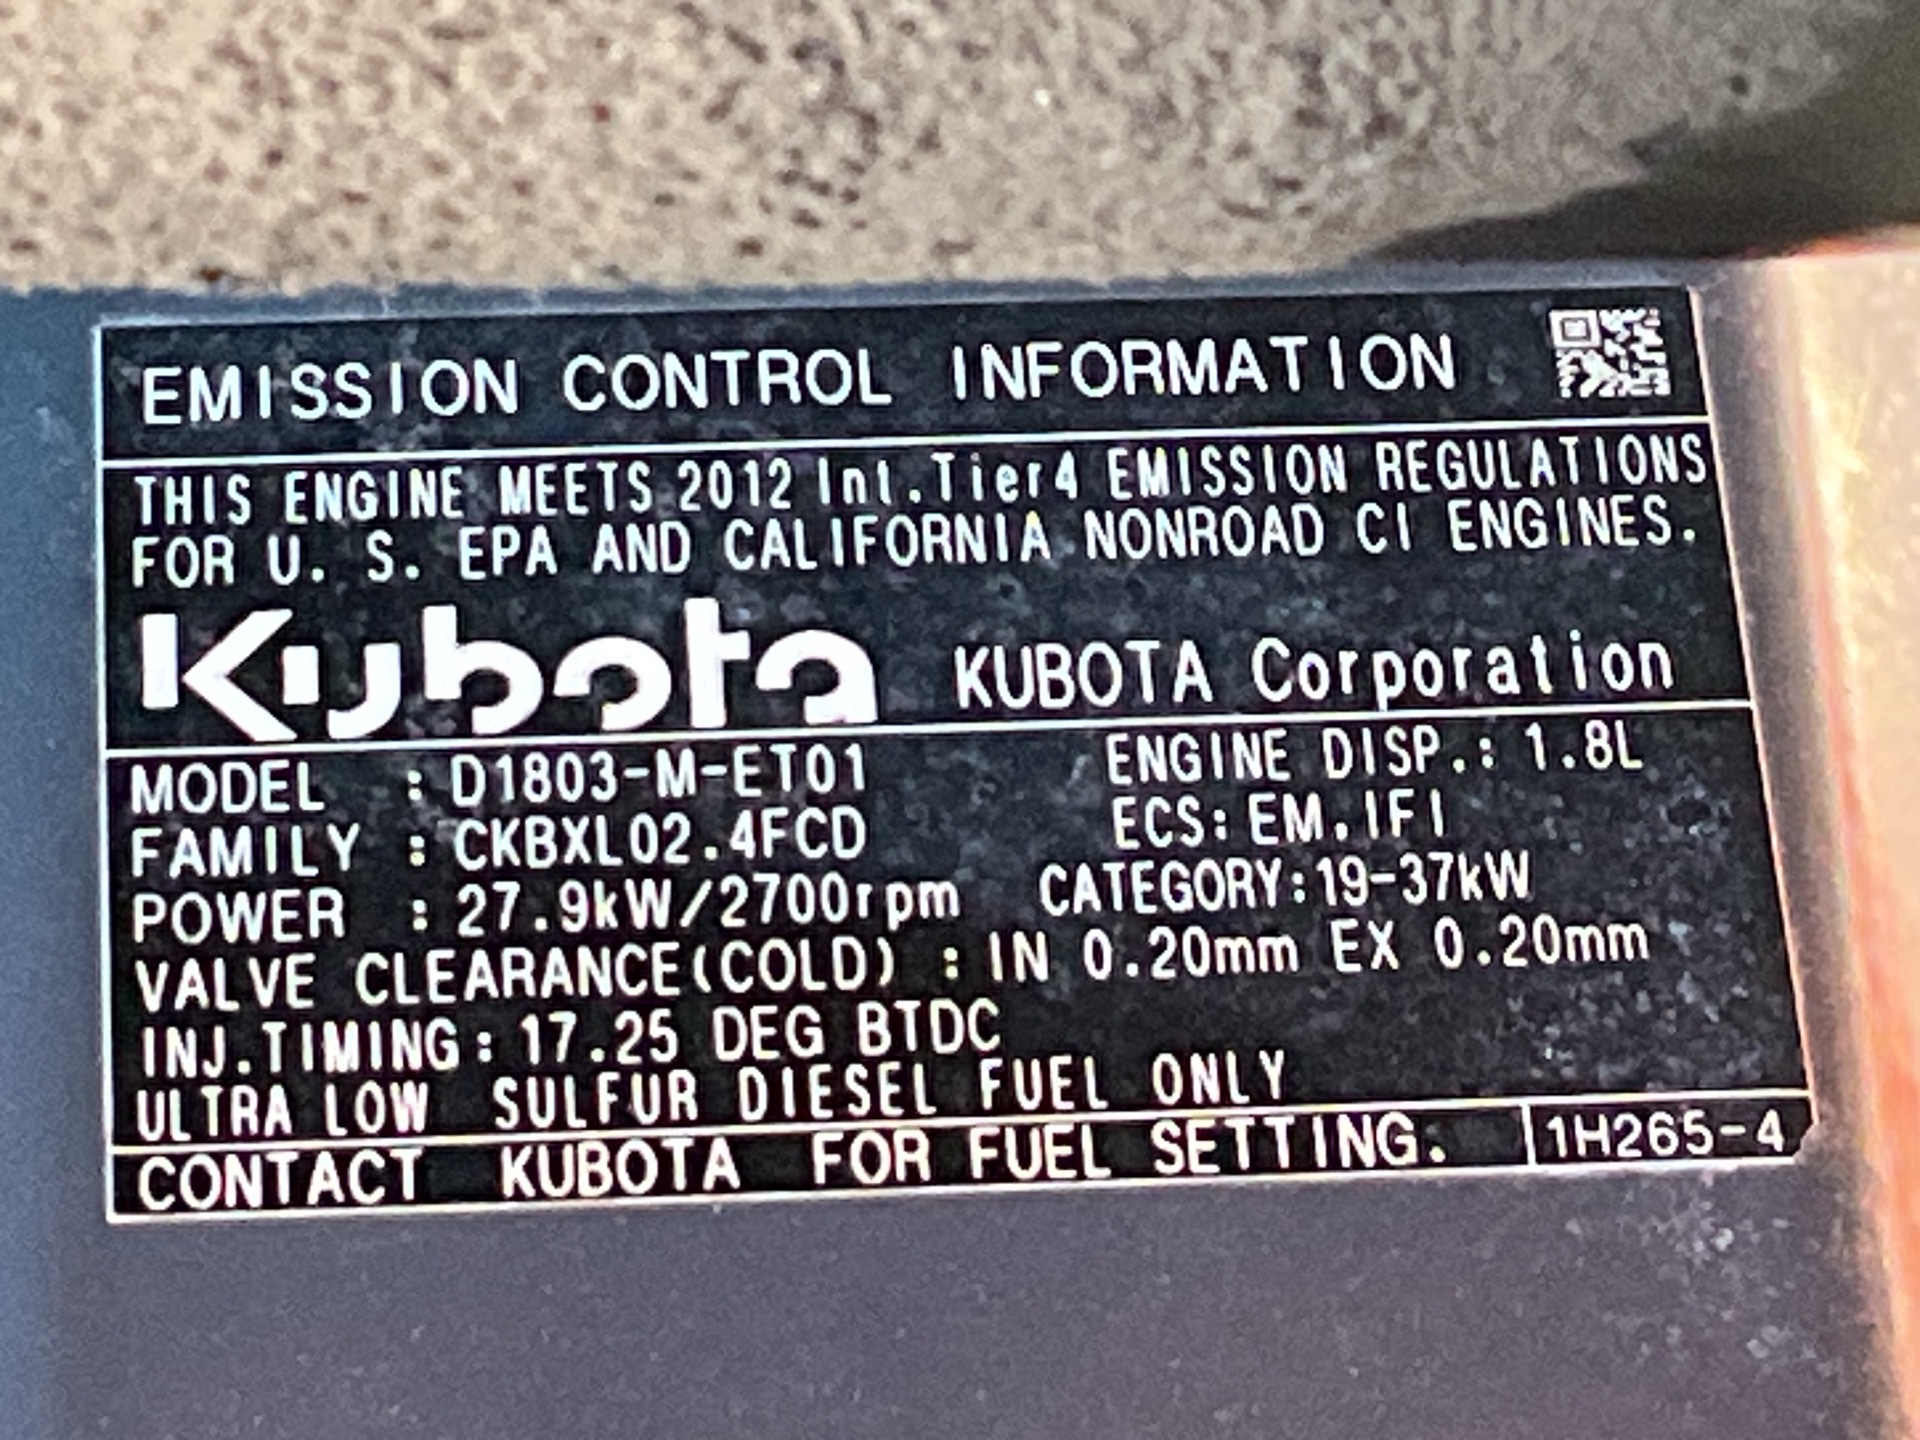 EMISSION CONTROL INFORMATION
THIS ENGINE MEETS 2012 Int.Tier4 EMISSION REGULATIONS
FOR U. S. EPA AND CALIFORNIA NONROAD CI ENGINES.
Kubota KUBOTA Corporation
MODEL : D1803-M-ET01 ENGINE DISP.: 1.8L
FAMILY : CKBXL02.4FCD ECS: EM.IFI
POWER : 27.9kW/2700rpm CATEGORY:19-37kW
VALVE CLEARANCE(COLD) : IN 0.20mm EX 0.20mm
INJ.TIMING: 17.25 DEG BTDC
ULTRA LOW SULFUR DIESEL FUEL ONLY
CONTACT KUBOTA FOR FUEL SETTING. 1H265-4